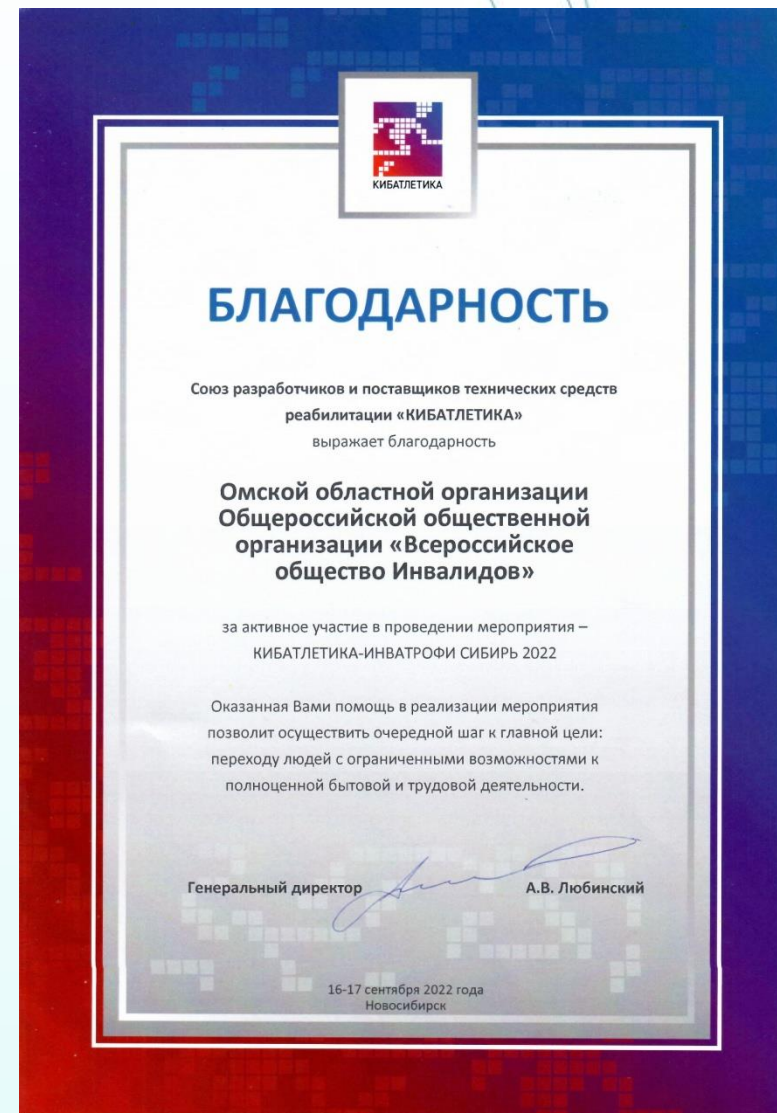 КИБАТЛЕТИКА
БЛАГОДАРНОСТЬ
Союз разработчиков и поставщиков технических средств
реабилитации «КИБАТЛЕТИКА»
выражает благодарность
Омской областной организации
Общероссийской общественной
организации «Всероссийское
общество Инвалидов»
за активное участие в проведении мероприятия –
КИБАТЛЕТИКА-ИНВАТРОФИ СИБИРЬ 2022
Оказанная Вами помощь в реализации мероприятия
позволит осуществить очередной шаг к главной цели:
переходу людей с ограниченными возможностями к
полноценной бытовой и трудовой деятельности.
Генеральный директор А.В. Любинский
16-17 сентября 2022 года
Новосибирск